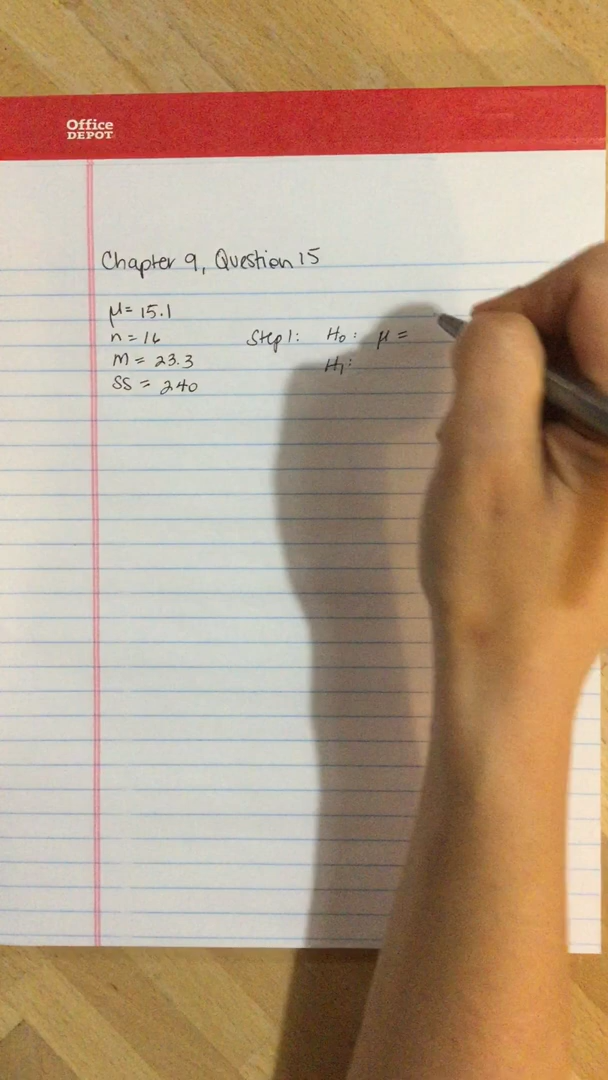 Office
DEPOT
Chapter 9, Question 15
μ= 15.1
n = 16
M = 23.3
SS = 240
Step 1: H₀: μ =
H₁: